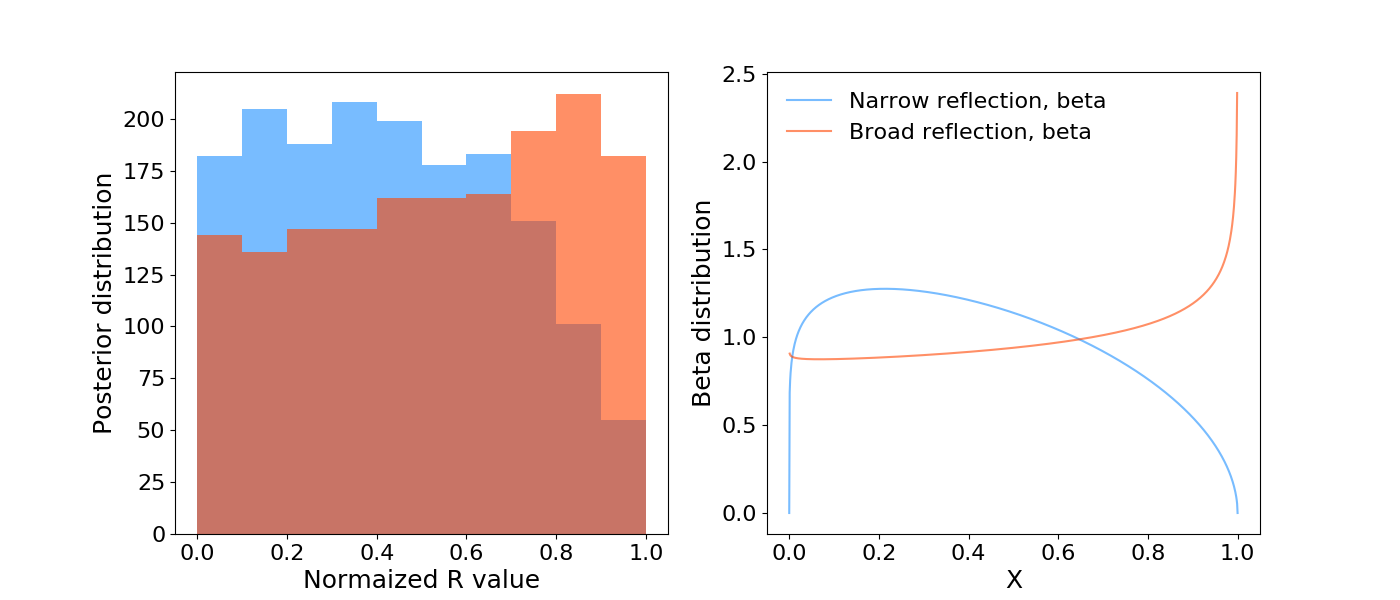 Posterior distribution
200
175
150
125
100
75
50
25
0
0.0 0.2 0.4 0.6 0.8 1.0
Normaized R value
Beta distribution
2.5
2.0
1.5
1.0
0.5
0.0
Narrow reflection, beta
Broad reflection, beta
0.0 0.2 0.4 0.6 0.8 1.0
X